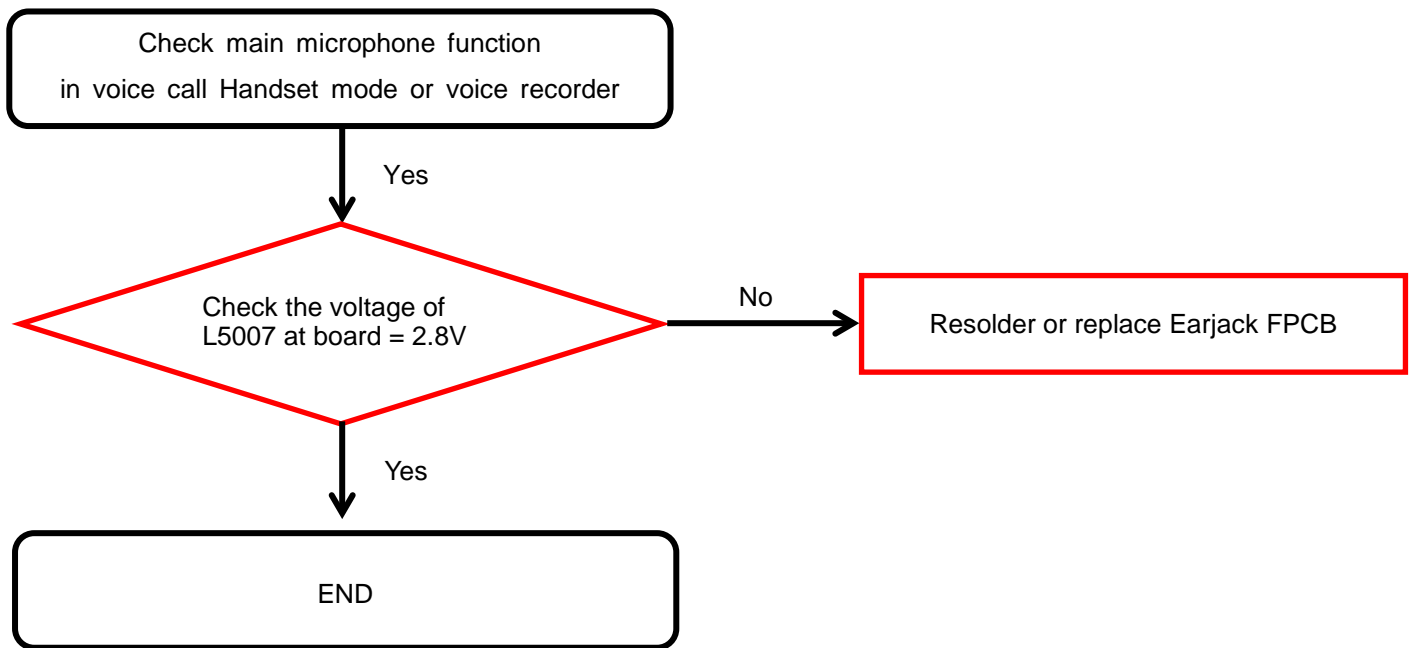 Check main microphone function
in voice call Handset mode or voice recorder
Yes
Check the voltage of
L5007 at board = 2.8V
No
Resolder or replace Earjack FPCB
Yes
END